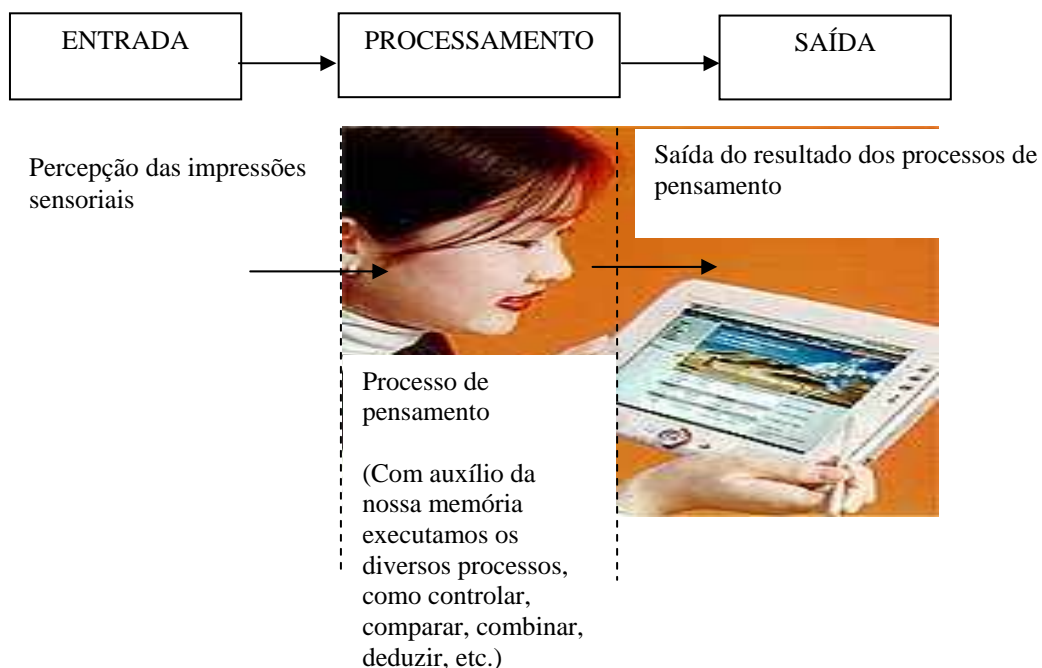 ENTRADA
PROCESSAMENTO
SAÍDA
Percepção das impressões
sensoriais
Saída do resultado dos processos de
pensamento
Processo de
pensamento
(Com auxílio da
nossa memória
executamos os
diversos processos,
como controlar,
comparar, combinar,
deduzir, etc.)